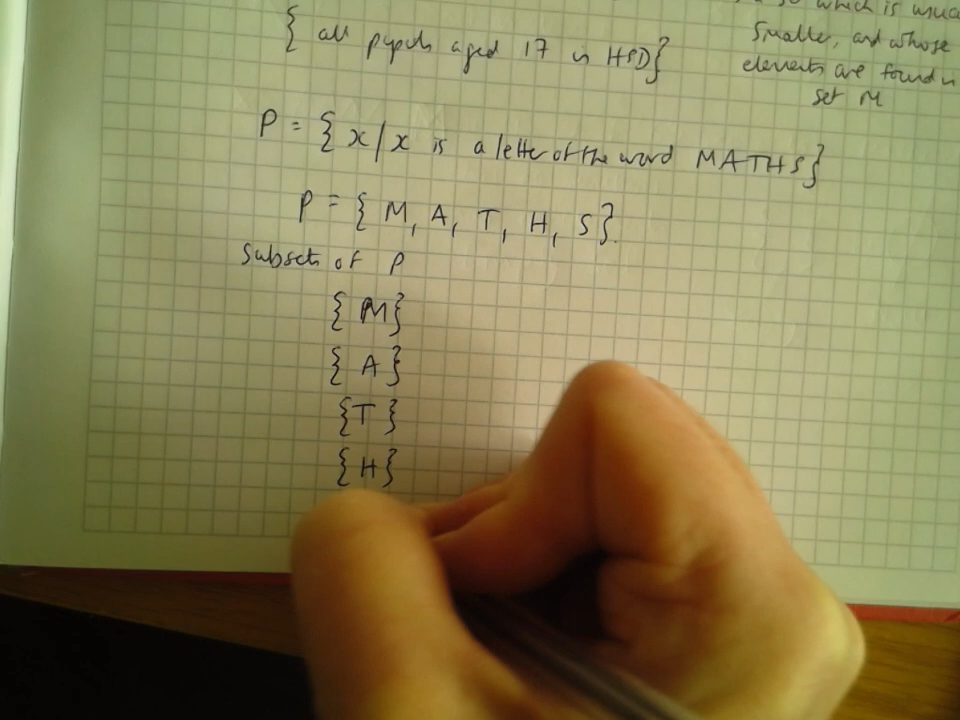 which is
{ all pupils aged 17 in HSD}
smaller, and whose
elements are found in
set M
P = { x / x is a letter of the word MATHS}
P = { M, A, T, H, S}
Subsets of P
{ M}
{ A }
{T }
{ H }